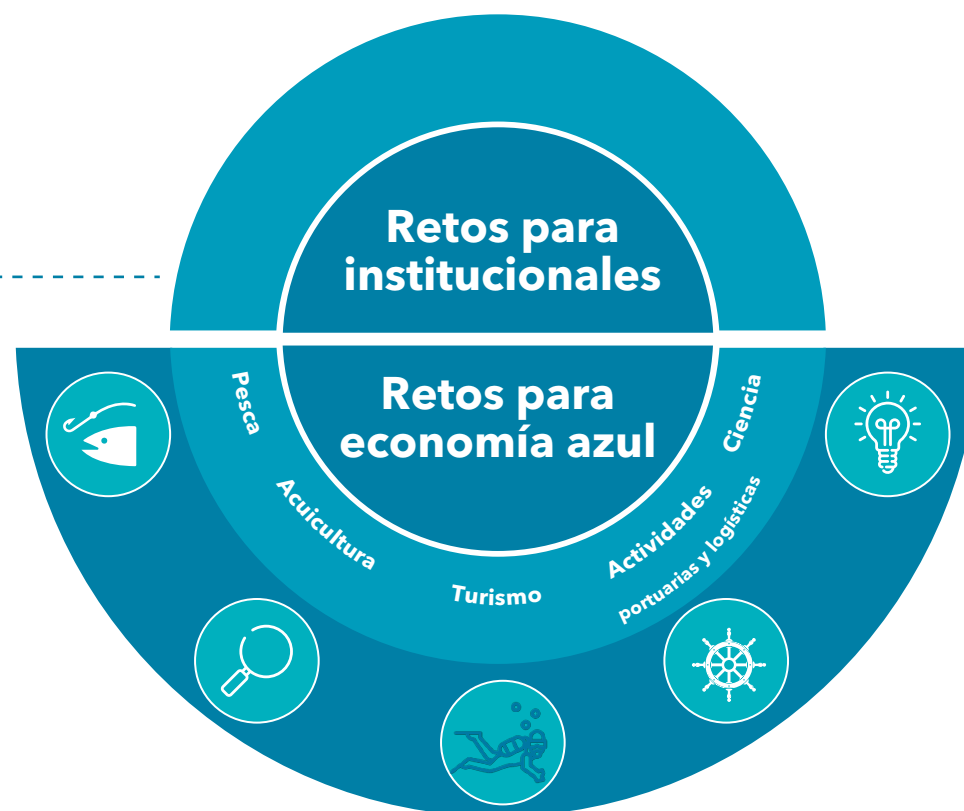 Retos para
institucionales
Retos para
economía azul
Pesca
Acuicultura
Turismo
Actividades
portuarias y logísticas
Ciencia